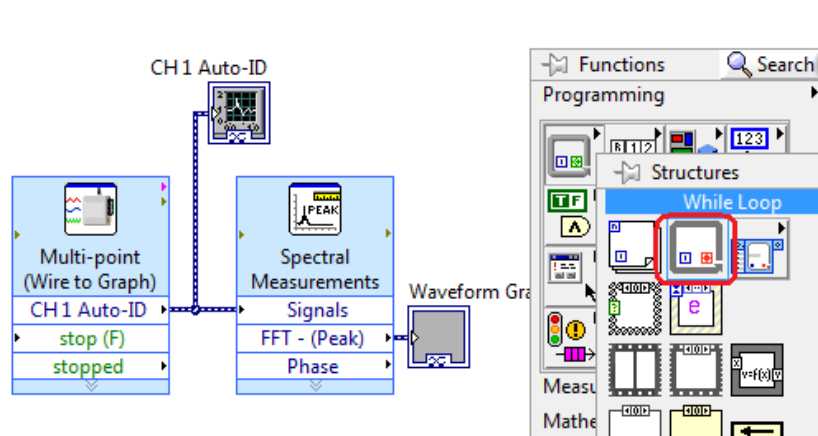 CH 1 Auto-ID
Multi-point
(Wire to Graph)
CH 1 Auto-ID
stop (F)
stopped
PEAK
Spectral
Measurements
Signals
FFT - (Peak)
Phase
Waveform Gra
Functions
Search
Programming
123
Structures
While Loop
TF
Measu
Mathe